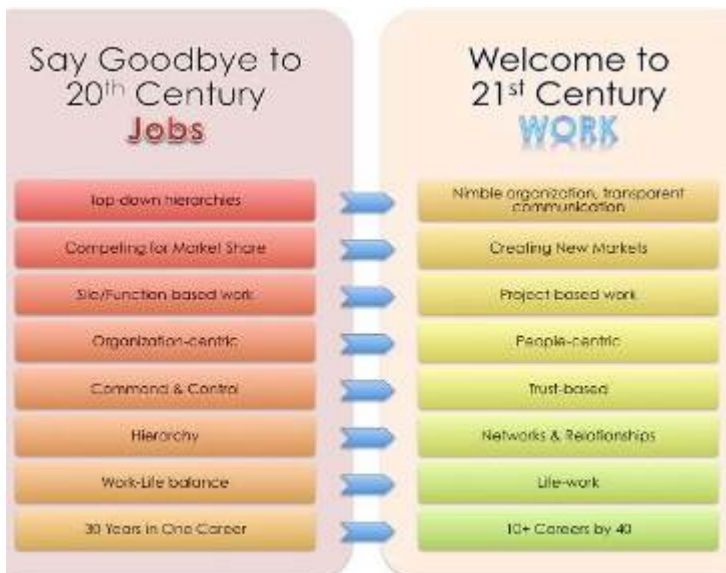 Say Goodbye to
20th Century
Jobs
Top-down hierarchies
Competing for Market Share
Silo/Function based work
Organization-centric
Command & Control
Hierarchy
Work-Life balance
30 Years in One Career
Welcome to
21st Century
WORK
Nimble organization, transparent
communication
Creating New Markets
Project based work
People-centric
Trust-based
Networks & Relationships
Life-work
10+ Careers by 40